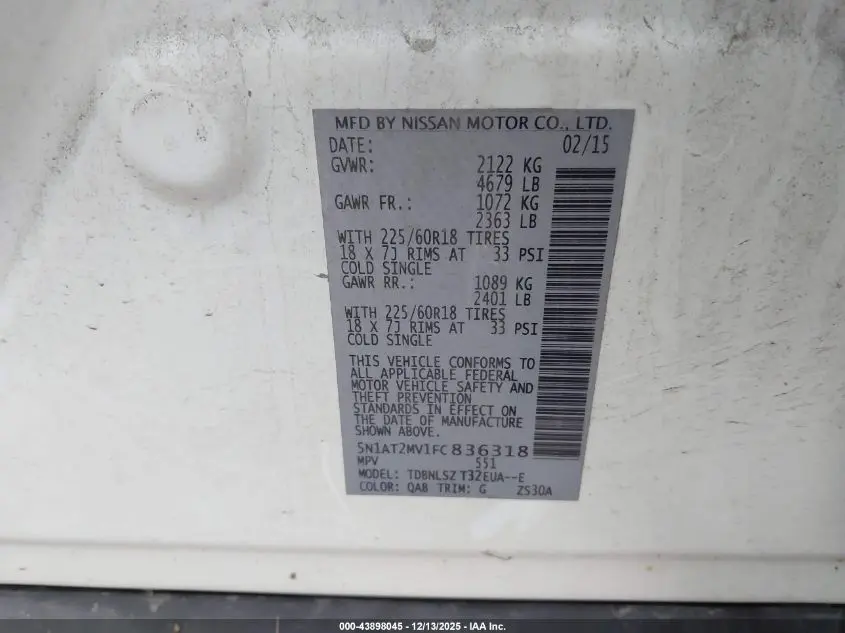 MFD BY NISSAN MOTOR CO., LTD.
DATE: 02/15
GVWR: 2122 KG
4679 LB
GAWR FR.: 1072 KG
2363 LB
WITH 225/60R18 TIRES
18 X 7J RIMS AT 33 PSI
COLD SINGLE
GAWR RR.: 1089 KG
2401 LB
WITH 225/60R18 TIRES
18 X 7J RIMS AT 33 PSI
COLD SINGLE
THIS VEHICLE CONFORMS TO
ALL APPLICABLE FEDERAL
MOTOR VEHICLE SAFETY AND
THEFT PREVENTION
STANDARDS IN EFFECT ON
THE DATE OF MANUFACTURE
SHOWN ABOVE.
5N1AT2MV1FC836318
MPV 551
MODEL: TDBNLSZ T32EUA--E
COLOR: QAB TRIM: G ZS30A
000-43898045 - 12/13/2025 - IAA Inc.